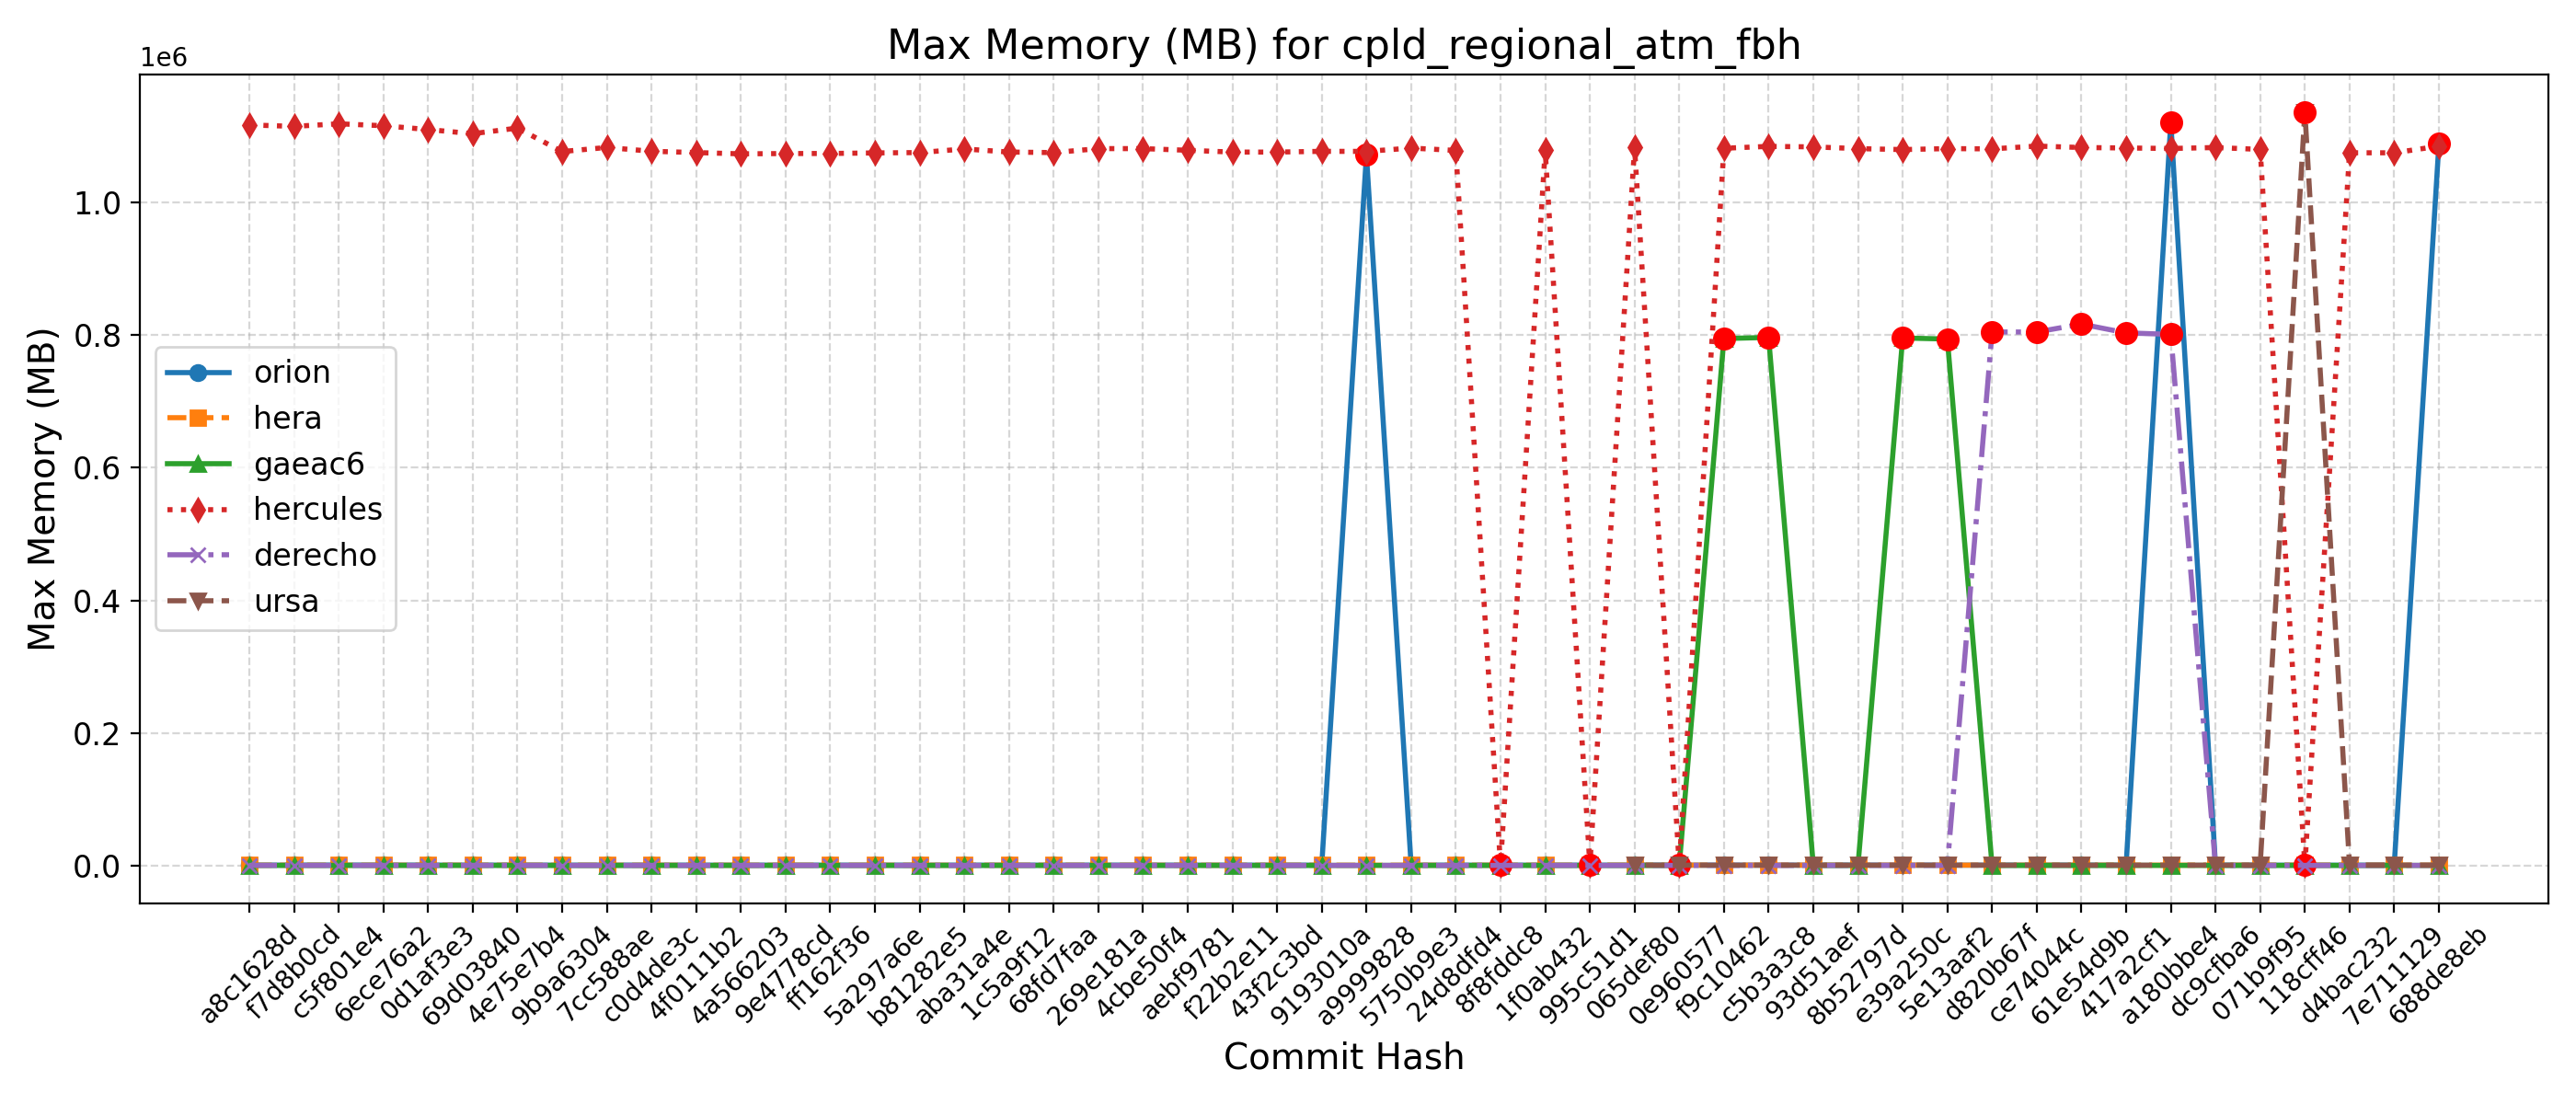 Max Memory (MB) for cpld_regional_atm_fbh
1e6
Max Memory (MB)
1.0
0.8
0.6
0.4
0.2
0.0
orion
hera
gaeac6
hercules
derecho
ursa
a8c1628d
f7d8b0cd
c5f801e4
6ece76a2
0d1af3e3
69d03840
4e75e7b4
9b9a6304
7cc588ae
c0d4de3c
4f0111b2
4a566203
9e4778cd
ff162f36
5a297a6e
b81282e5
aba31a4e
1c5a9f12
68fd7faa
269e181a
4cbe50f4
aebf9781
f22b2e11
43f2c3bd
9193010a
a9999828
5750b9e3
24d8dfd4
8f8fddc8
1f0ab432
995c51d1
065def80
0e960577
f9c10462
c5b3a3c8
93d51aef
8b52797d
e39a250c
5e13aaf2
d820b67f
ce74044c
61e54d9b
417a2cf1
a180bbe4
dc9cfba6
071b9f95
118cff46
d4bac232
7e711129
688de8eb
Commit Hash